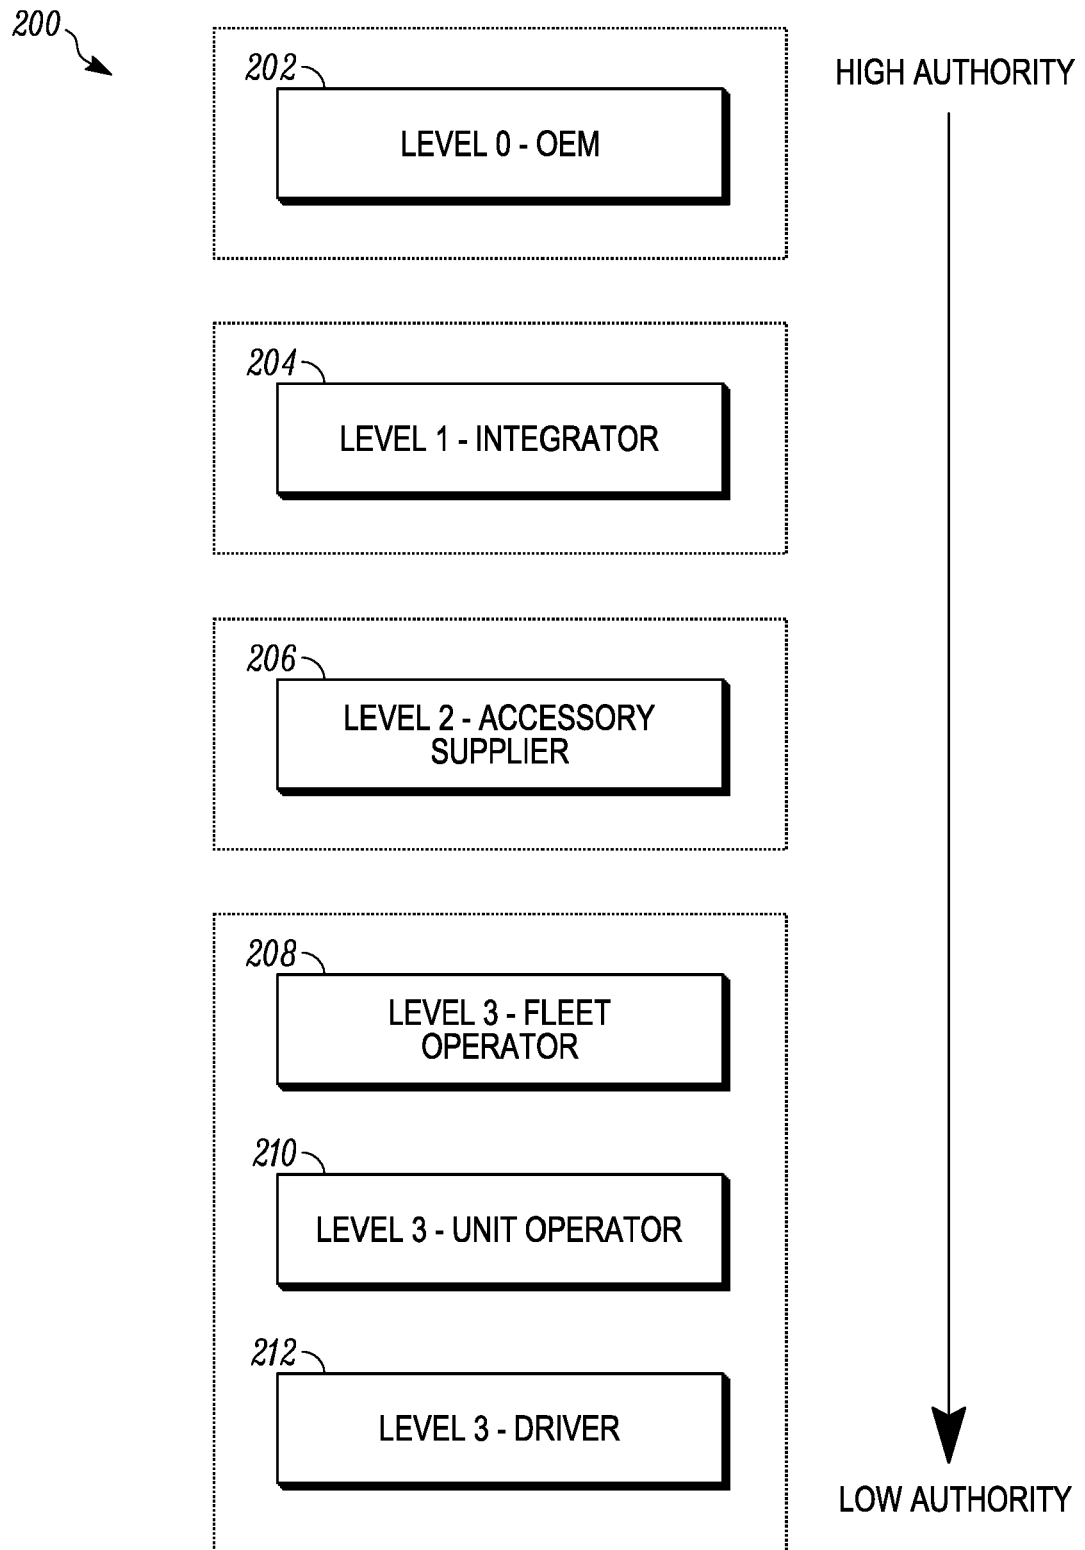 200
HIGH AUTHORITY
202
LEVEL 0 - OEM
204
LEVEL 1 - INTEGRATOR
206
LEVEL 2 - ACCESSORY
SUPPLIER
208
LEVEL 3 - FLEET
OPERATOR
210
LEVEL 3 - UNIT OPERATOR
212
LEVEL 3 - DRIVER
LOW AUTHORITY